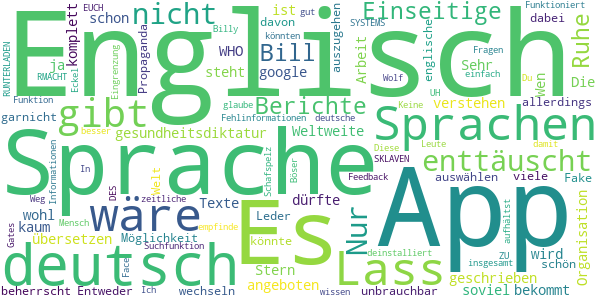 EUCH Billy gut Einseitige Funktioniert
RUNTERLADEN komplett schon nicht ist davon könnten auszugehen dabei
Englisch
ja RMACHT Eckel Eingrenzung Propaganda WHO Bill SYSTEMS Arbeit englische Sehr Fragen einfach Wen Ruhe
steht google Wolf Die
Funktion gibt Berichte Sprachen Du
garnicht glaube Fehlinformationen deutsche Keine UH verstehen allerdings
besser gesundheitsdiktatur Weltweite Diese Leute damit
Sprache enttäuscht
In Welt Schafspelz Böser Feedback SKLAVEN auswählen viele Fake
Weg Informationen DES zeitliche Texte dürfte Nur App
wohl Mensch wäre Es Leder geschrieben aufhältst Organisation
kaum empfinde
übersetzen Möglichkeit könnte deinstalliert ZU wird
deutsch Suchfunktion Stern Lass insgesamt schön
Gates Face angeboten
beherrscht Entweder Ich wechseln wissen unbrauchbar soviel bekommt